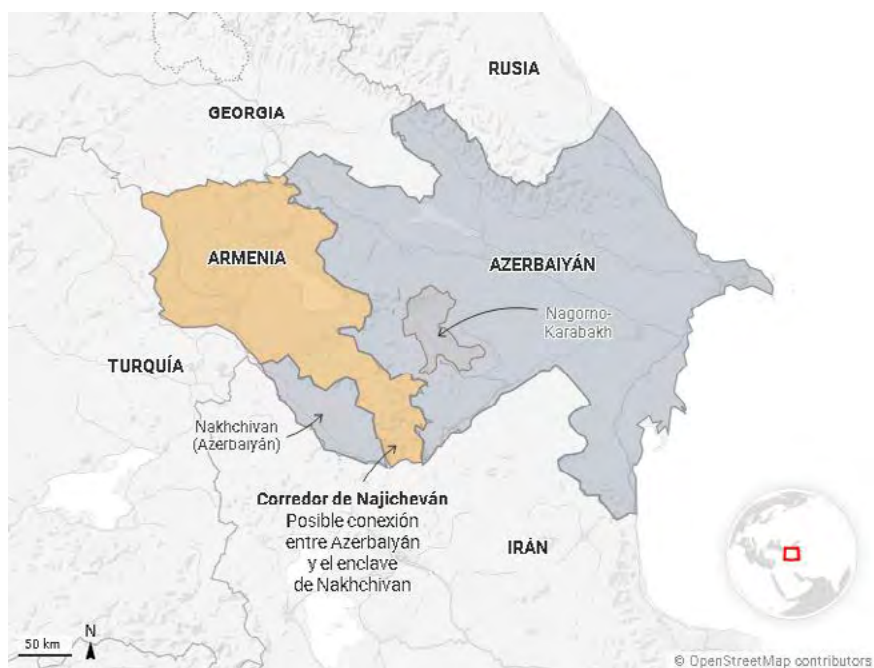 RUSIA
GEORGIA
ARMENIA
AZERBAIYÁN
Nagorno-
Karabakh
TURQUÍA
Nakhchivan
(Azerbaiyán)
Corredor de Najicheván
Posible conexión
entre Azerbaiyán
y el enclave
de Nakhchivan
IRÁN
50 km
N
© OpenStreetMap contributors